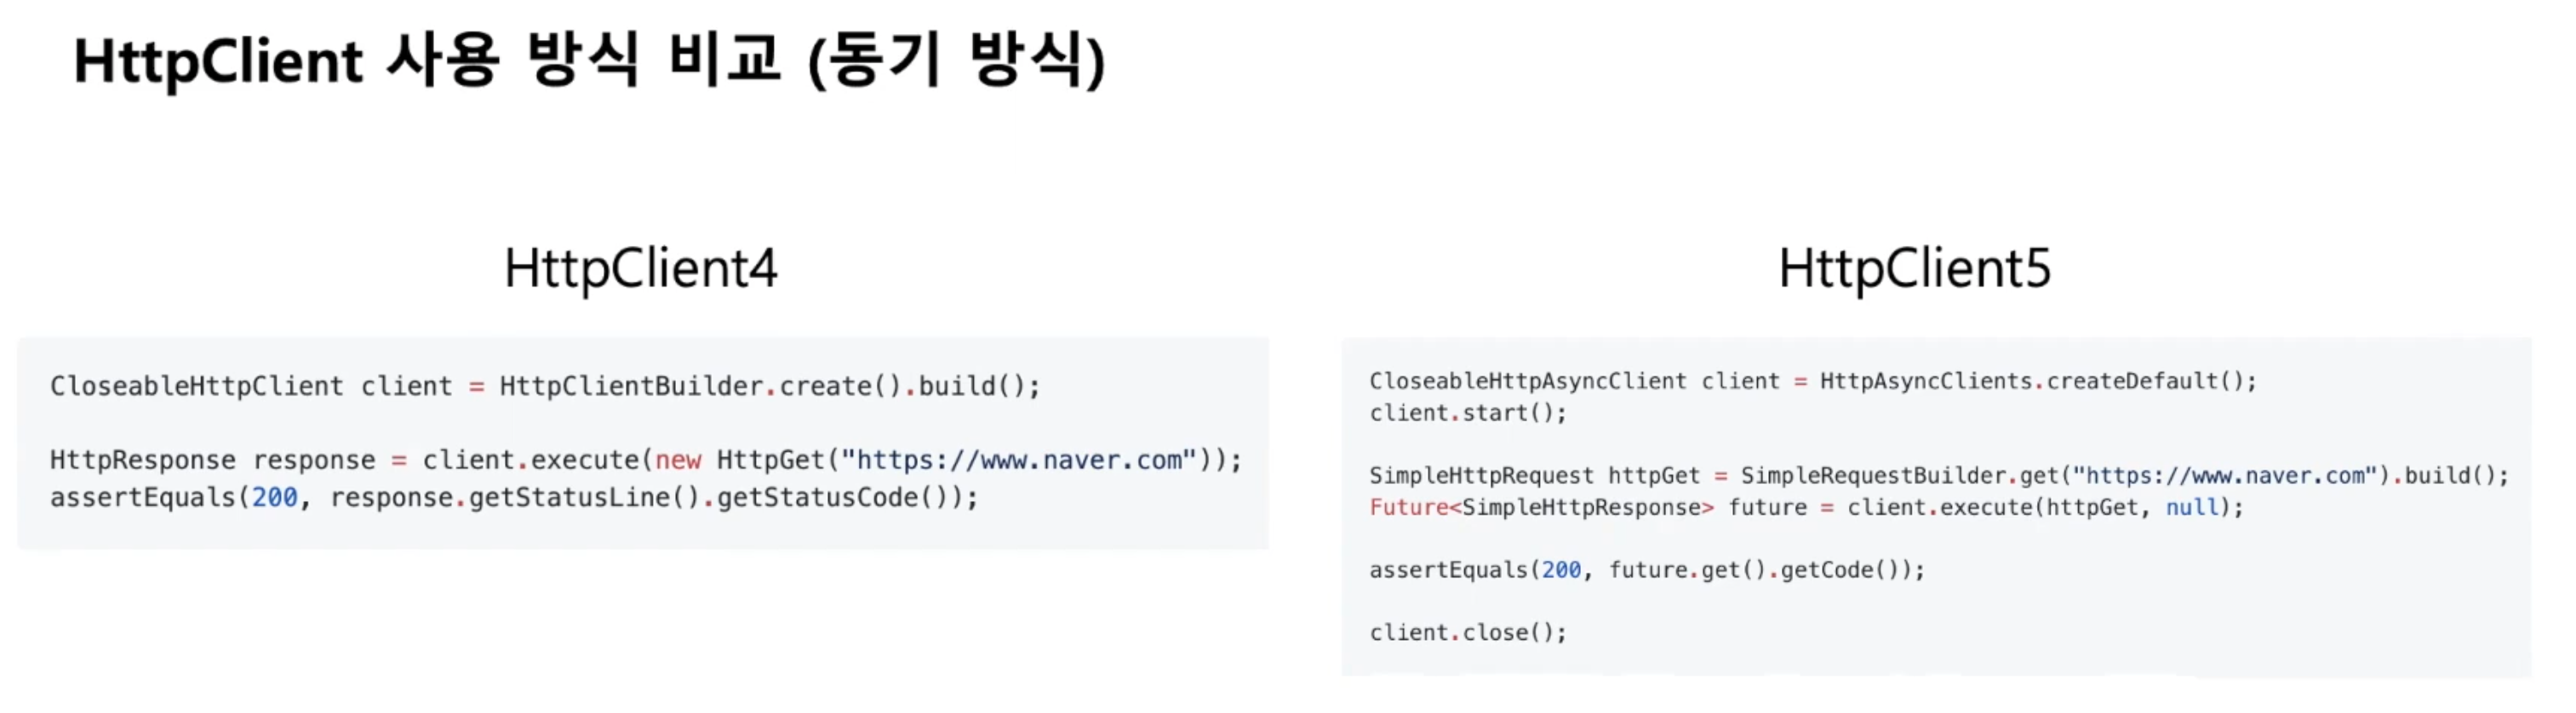 HttpClient 사용 방식 비교 (동기 방식)
HttpClient4
CloseableHttpClient client = HttpClientBuilder.create().build();
HttpResponse response = client.execute(new HttpGet("https://www.naver.com"));
assertEquals(200, response.getStatusLine().getStatusCode());
HttpClient5
CloseableHttpAsyncClient client = HttpAsyncClients.createDefault();
client.start();
SimpleHttpRequest httpGet = SimpleRequestBuilder.get("https://www.naver.com").build();
Future<SimpleHttpResponse> future = client.execute(httpGet, null);
assertEquals(200, future.get().getCode());
client.close();